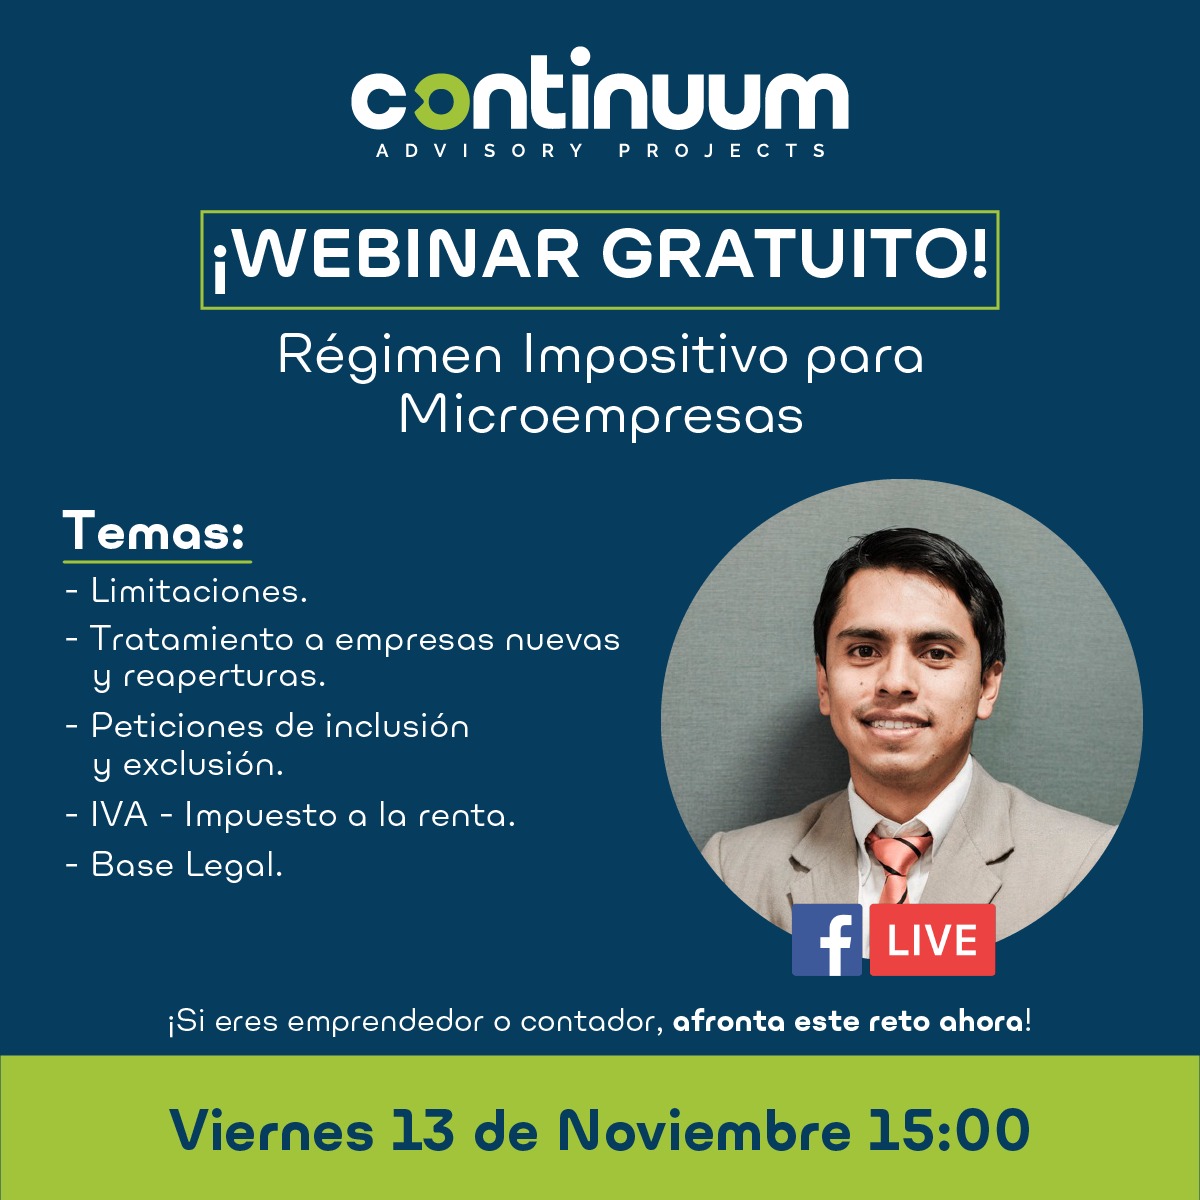 continuum
ADVISORY PROJECTS
¡WEBINAR GRATUITO!
Régimen Impositivo para
Microempresas
Temas:
- Limitaciones.
- Tratamiento a empresas nuevas
y reaperturas.
- Peticiones de inclusión
y exclusión.
- IVA - Impuesto a la renta.
- Base Legal.
f LIVE
¡Si eres emprendedor o contador, afronta este reto ahora!
Viernes 13 de Noviembre 15:00